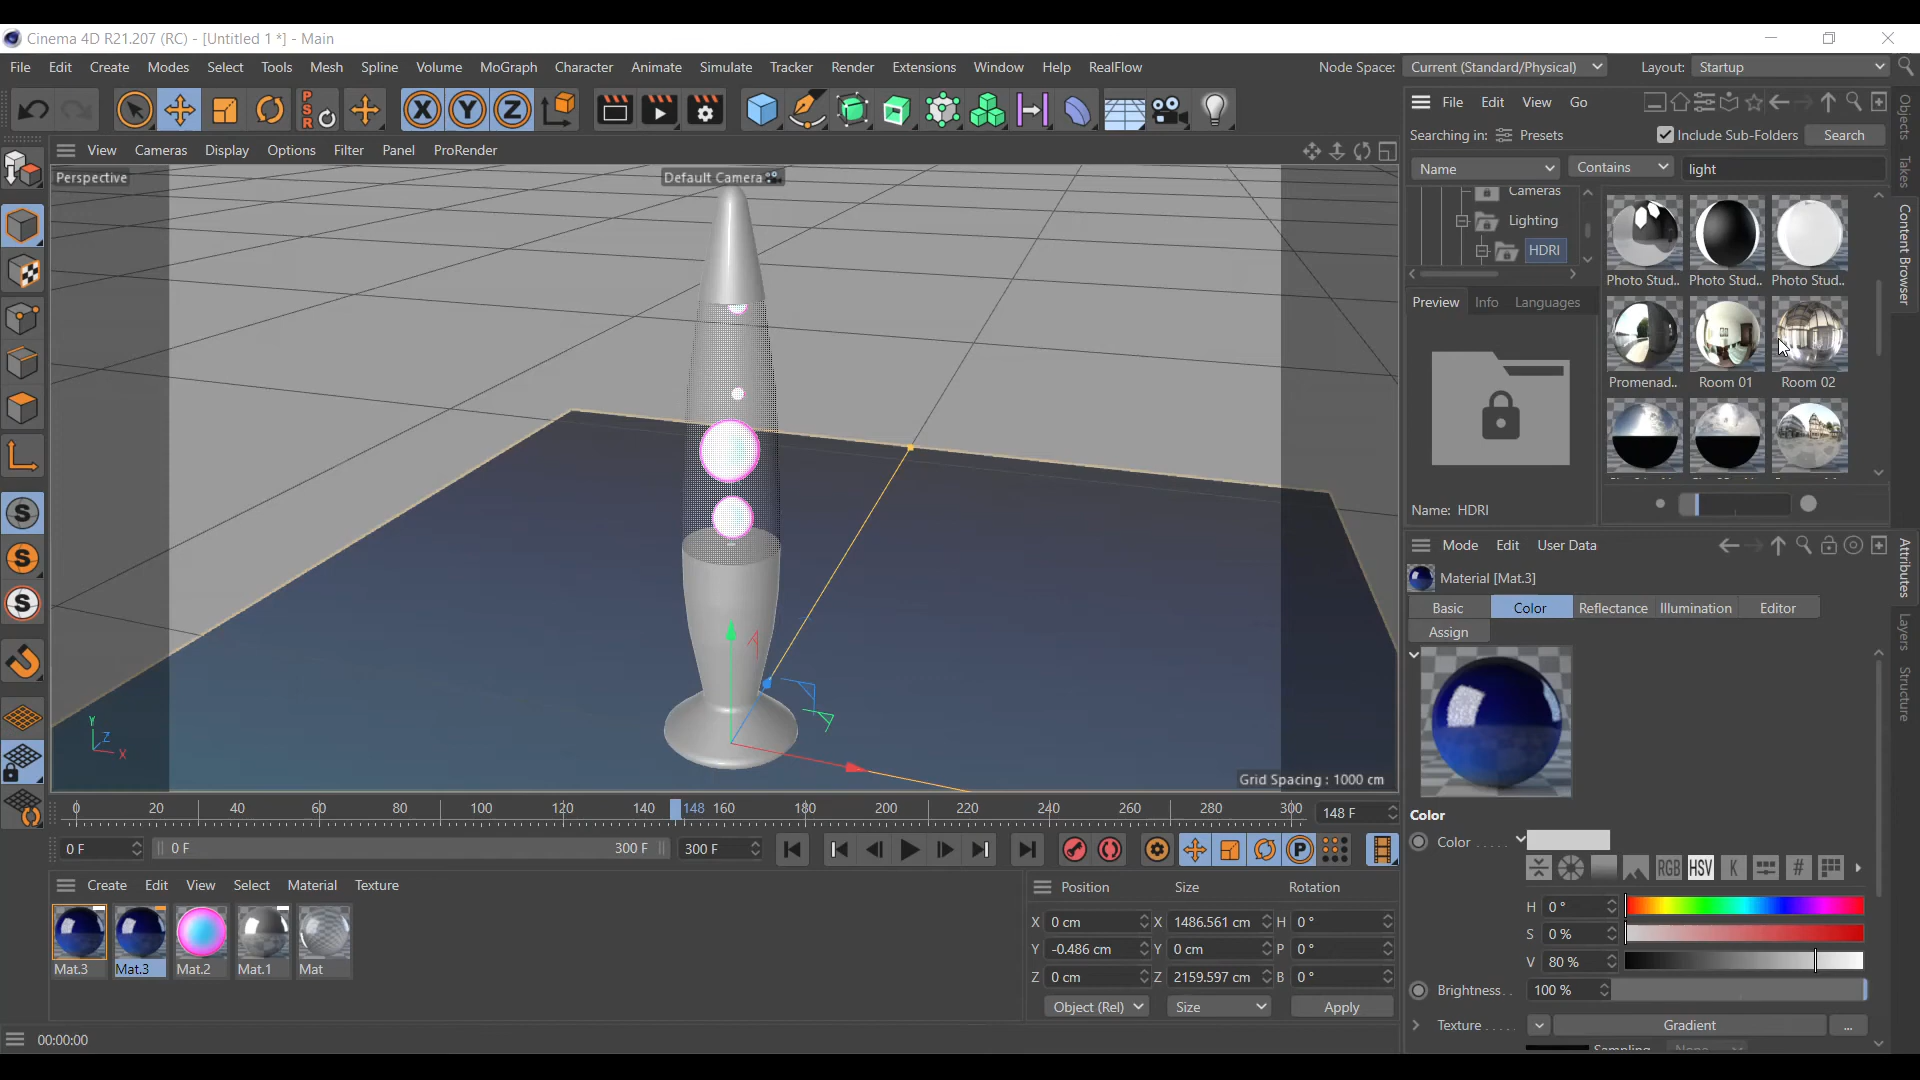 Cinema 4D R21.207 (RC) - [Untitled 1 *] - Main
File Edit Create Modes Select Tools Mesh Spline Volume MoGraph Character Animate Simulate Tracker Render Extensions Window Help RealFlow Node Space: Current (Standard/Physical) Layout: Startup
PSR X Y Z
File Edit View Go
Searching in: Presets Include Sub-Folders Search
Name Contains light
View Cameras Display Options Filter Panel ProRender
Perspective
Default Camera
Cameras
Lighting
HDRI
Photo Stud.. Photo Stud.. Photo Stud..
Promenad.. Room 01 Room 02
Preview Info Languages
Name: HDRI
Objects
Takes
Content Browser
Attributes
Layers
Structure
Y
Z
X
Grid Spacing : 1000 cm
0 20 40 60 80 100 120 140 148 160 180 200 220 240 260 280 300 148 F
0 F 0 F 300 F 300 F
P
Mode Edit User Data
Material [Mat.3]
Basic Color Reflectance Illumination Editor
Assign
Color
Color . . . . .
RGB HSV K #
H 0 °
S 0 %
V 80 %
Brightness. . 100 %
Texture . . . . . Gradient ...
Create Edit View Select Material Texture
Mat.3 Mat.3 Mat.2 Mat.1 Mat
Position Size Rotation
X 0 cm X 1486.561 cm H 0 °
Y -0.486 cm Y 0 cm P 0 °
Z 0 cm Z 2159.597 cm B 0 °
Object (Rel) Size Apply
00:00:00